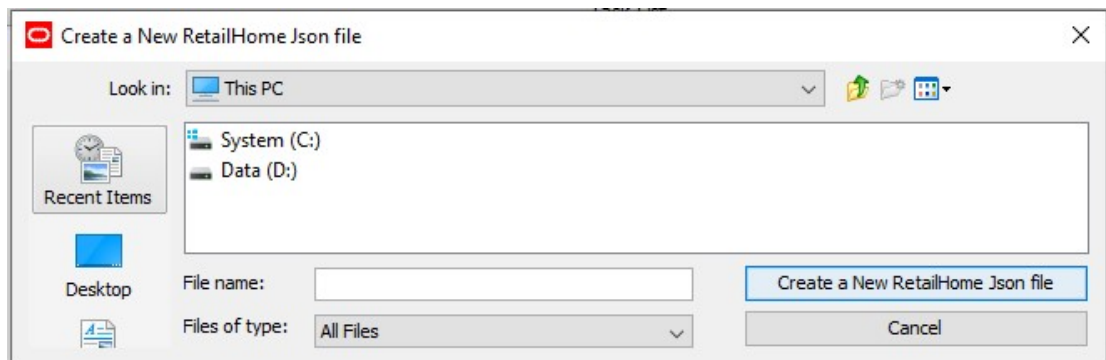 Create a New RetailHome Json file
Look in:
This PC
System (C:)
Data (D:)
Recent Items
Desktop
File name:
Create a New RetailHome Json file
Files of type:
All Files
Cancel